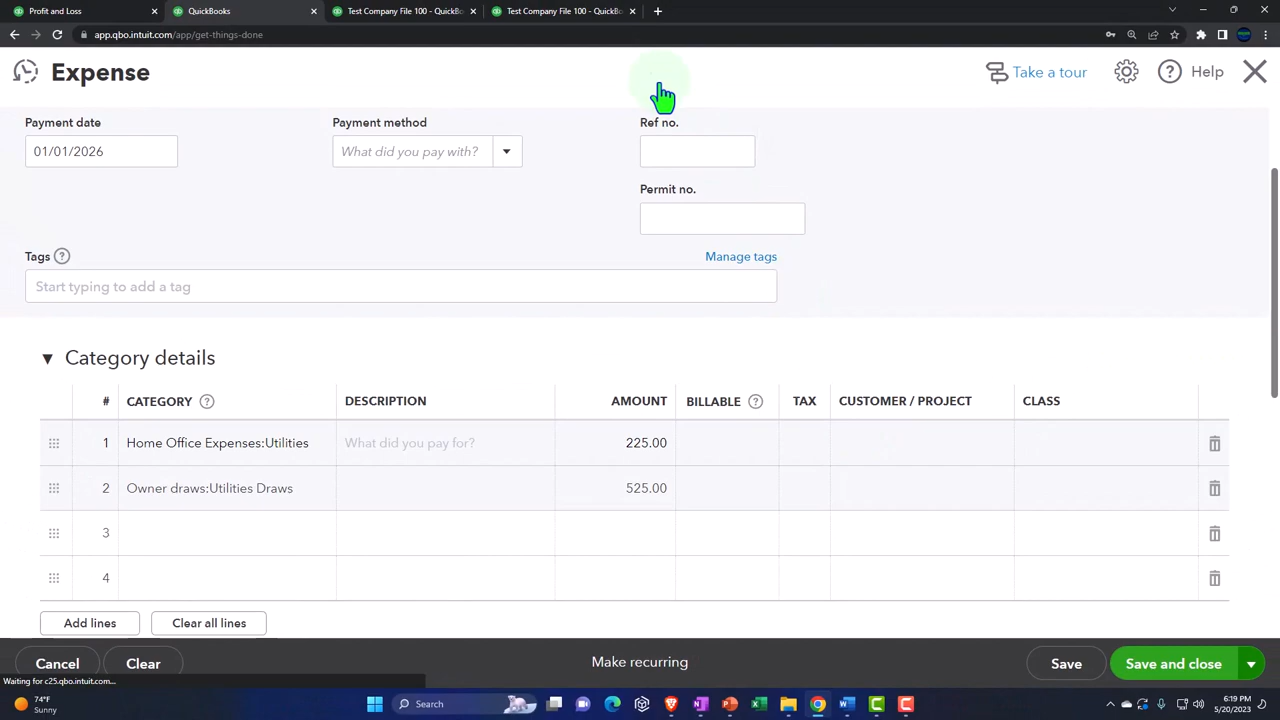 Profit and Loss × QuickBooks × Test Company File 100 - QuickBo × Test Company File 100 - QuickBo × +
app.qbo.intuit.com/app/get-things-done
Expense Take a tour Help
Payment date Payment method Ref no.
01/01/2026 What did you pay with?
Permit no.
Tags ? Manage tags
Start typing to add a tag
Category details
# CATEGORY ? DESCRIPTION AMOUNT BILLABLE ? TAX CUSTOMER / PROJECT CLASS
1 Home Office Expenses:Utilities What did you pay for? 225.00
2 Owner draws:Utilities Draws 525.00
3
4
Add lines Clear all lines
Cancel Clear Make recurring Save Save and close
Waiting for c25.qbo.intuit.com...
74°F
Sunny
Search
6:19 PM
5/20/2023